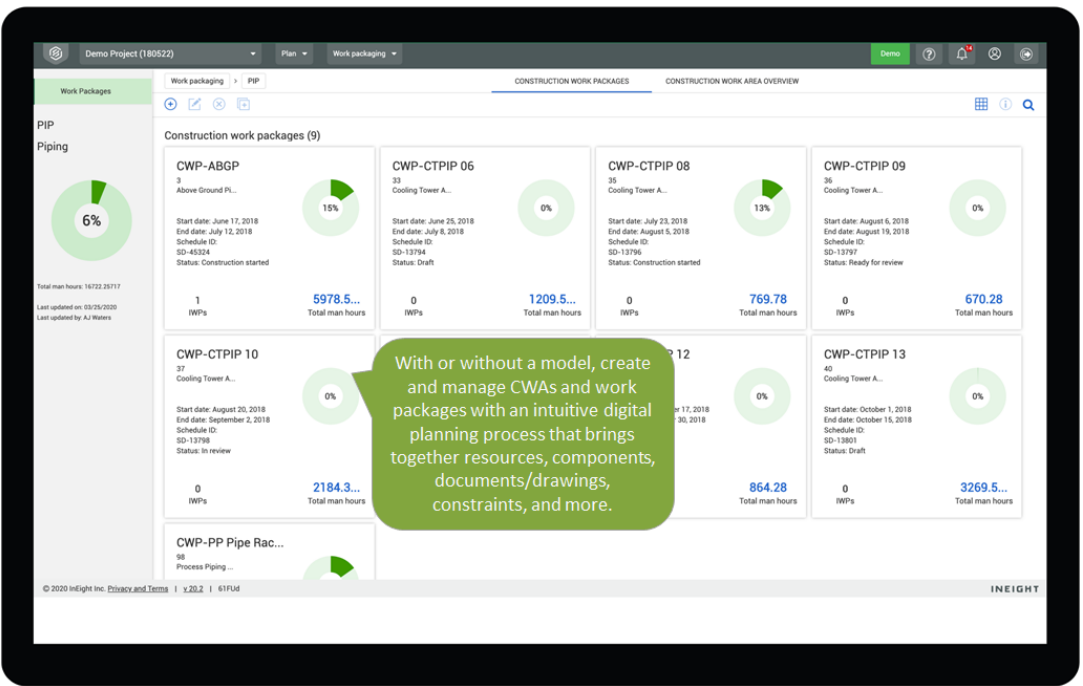 Demo Project (180522)
Plan
Work packaging
Demo
14
Work packaging > PIP
CONSTRUCTION WORK PACKAGES
CONSTRUCTION WORK AREA OVERVIEW
Work Packages
PIP
Piping
6%
Total man hours: 16722.25717
Last updated on: 03/25/2020
Last updated by: AJ Waters
Construction work packages (9)
CWP-ABGP
3
Above Ground Pi...
15%
Start date: June 17, 2018
End date: July 12, 2018
Schedule ID:
SD-45324
Status: Construction started
1
IWPs
5978.5...
Total man hours
CWP-CTPIP 06
33
Cooling Tower A...
0%
Start date: June 25, 2018
End date: July 8, 2018
Schedule ID:
SD-13794
Status: Draft
0
IWPs
1209.5...
Total man hours
CWP-CTPIP 08
35
Cooling Tower A...
13%
Start date: July 23, 2018
End date: August 5, 2018
Schedule ID:
SD-13796
Status: Construction started
0
IWPs
769.78
Total man hours
CWP-CTPIP 09
36
Cooling Tower A...
0%
Start date: August 6, 2018
End date: August 19, 2018
Schedule ID:
SD-13797
Status: Ready for review
0
IWPs
670.28
Total man hours
CWP-CTPIP 10
37
Cooling Tower A...
0%
Start date: August 20, 2018
End date: September 2, 2018
Schedule ID:
SD-13798
Status: In review
0
IWPs
2184.3...
Total man hours
With or without a model, create
and manage CWAs and work
packages with an intuitive digital
planning process that brings
together resources, components,
documents/drawings,
constraints, and more.
12
0%
17, 2018
30, 2018
864.28
Total man hours
CWP-CTPIP 13
40
Cooling Tower A...
0%
Start date: October 1, 2018
End date: October 15, 2018
Schedule ID:
SD-13801
Status: Draft
0
IWPs
3269.5...
Total man hours
CWP-PP Pipe Rac...
98
Process Piping ...
© 2020 InEight Inc. Privacy and Terms | v 20.2 | 61FUd
INEIGHT